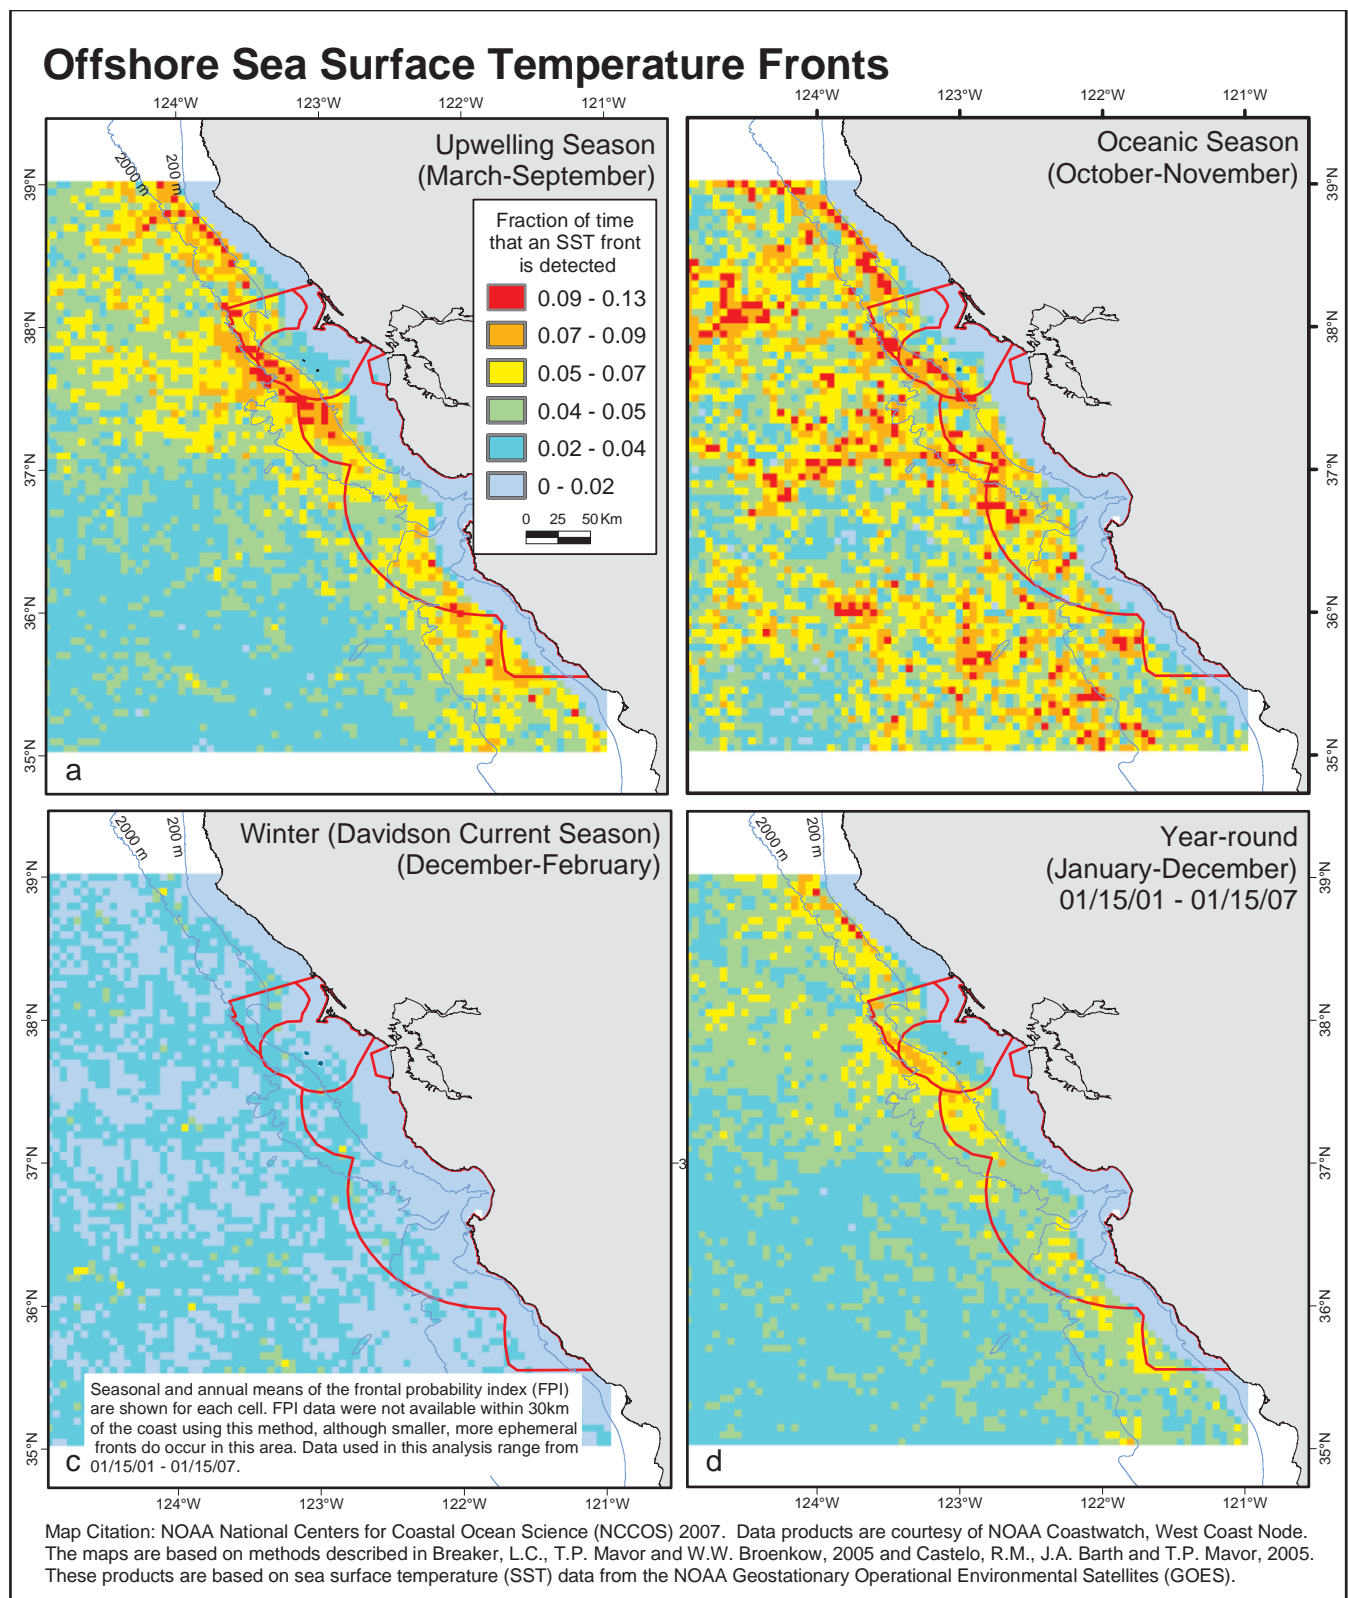 Offshore Sea Surface Temperature Fronts
124°W 123°W 122°W 121°W
124°W 123°W 122°W 121°W
Upwelling Season
(March-September)
2000 m
200 m
Fraction of time
that an SST front
is detected
0.09 - 0.13
0.07 - 0.09
0.05 - 0.07
0.04 - 0.05
0.02 - 0.04
0 - 0.02
0 25 50 Km
39°N
38°N
37°N
36°N
35°N
a
Oceanic Season
(October-November)
39°N
38°N
37°N
36°N
35°N
Winter (Davidson Current Season)
(December-February)
2000 m
200 m
39°N
38°N
37°N
36°N
35°N
Seasonal and annual means of the frontal probability index (FPI)
are shown for each cell. FPI data were not available within 30km
of the coast using this method, although smaller, more ephemeral
fronts do occur in this area. Data used in this analysis range from
01/15/01 - 01/15/07.
c
3
Year-round
(January-December)
01/15/01 - 01/15/07
2000 m
200 m
39°N
38°N
37°N
36°N
35°N
d
124°W 123°W 122°W 121°W
124°W 123°W 122°W 121°W
Map Citation: NOAA National Centers for Coastal Ocean Science (NCCOS) 2007. Data products are courtesy of NOAA Coastwatch, West Coast Node.
The maps are based on methods described in Breaker, L.C., T.P. Mavor and W.W. Broenkow, 2005 and Castelo, R.M., J.A. Barth and T.P. Mavor, 2005.
These products are based on sea surface temperature (SST) data from the NOAA Geostationary Operational Environmental Satellites (GOES).